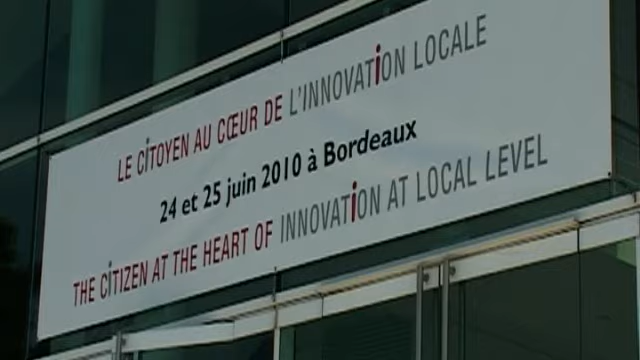 LE CiTOYEN AU CŒUR DE L'INNOVATiON LOCALE
24 et 25 juin 2010 à Bordeaux
THE CiTIZEN AT THE HEART OF INNOVATiON AT LOCAL LEVEL